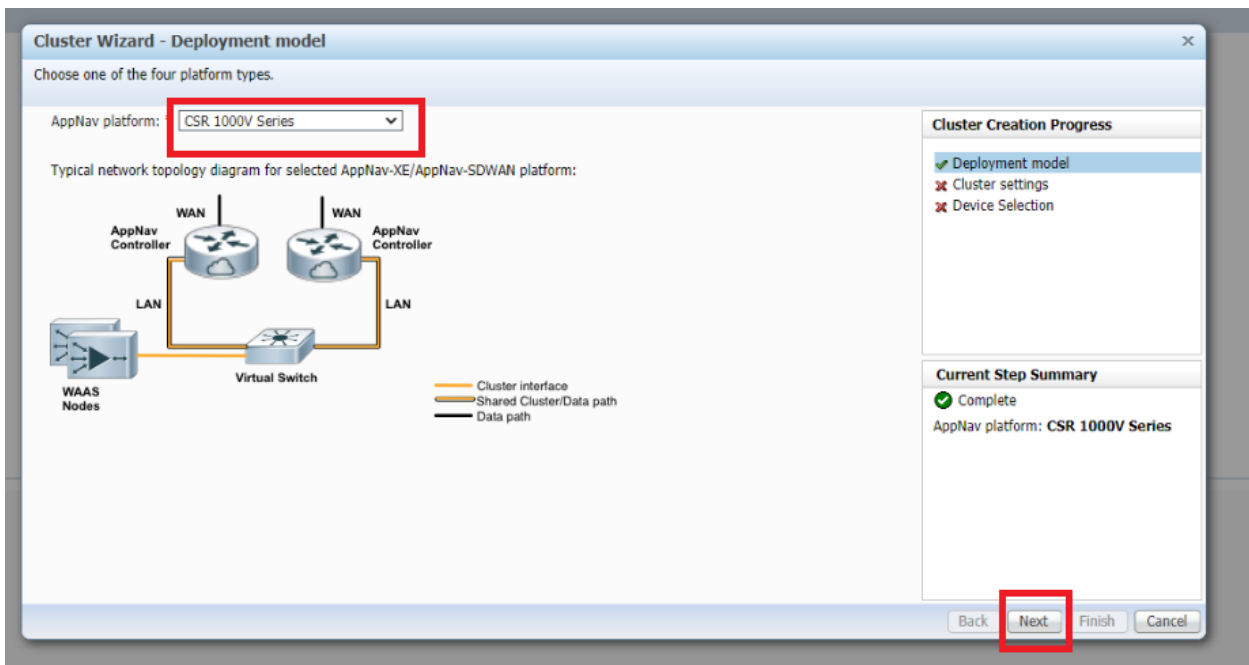 Cluster Wizard - Deployment model
Choose one of the four platform types.
AppNav platform: * CSR 1000V Series
Typical network topology diagram for selected AppNav-XE/AppNav-SDWAN platform:
WAN
WAN
AppNav
Controller
AppNav
Controller
LAN
LAN
Virtual Switch
WAAS
Nodes
Cluster interface
Shared Cluster/Data path
Data path
Cluster Creation Progress
Deployment model
Cluster settings
Device Selection
Current Step Summary
Complete
AppNav platform: CSR 1000V Series
Back Next Finish Cancel